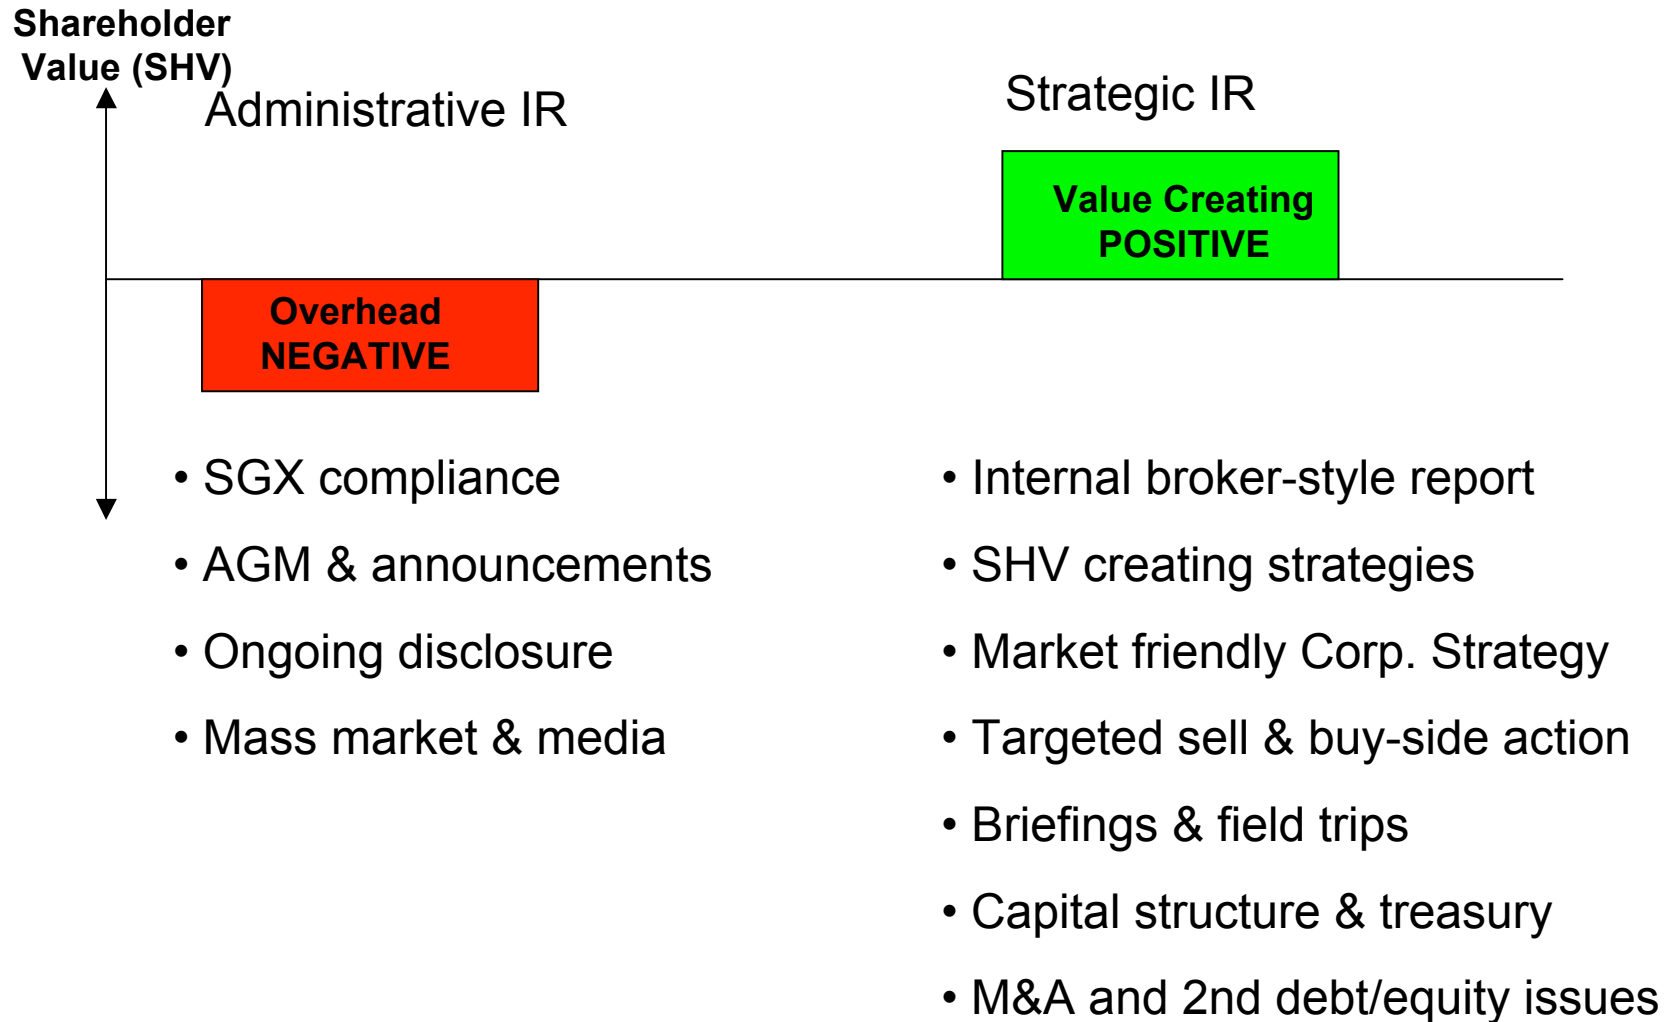 Shareholder
Value (SHV)
Administrative IR
Strategic IR
Value Creating
POSITIVE
Overhead
NEGATIVE
• SGX compliance
• AGM & announcements
• Ongoing disclosure
• Mass market & media
• Internal broker-style report
• SHV creating strategies
• Market friendly Corp. Strategy
• Targeted sell & buy-side action
• Briefings & field trips
• Capital structure & treasury
• M&A and 2nd debt/equity issues